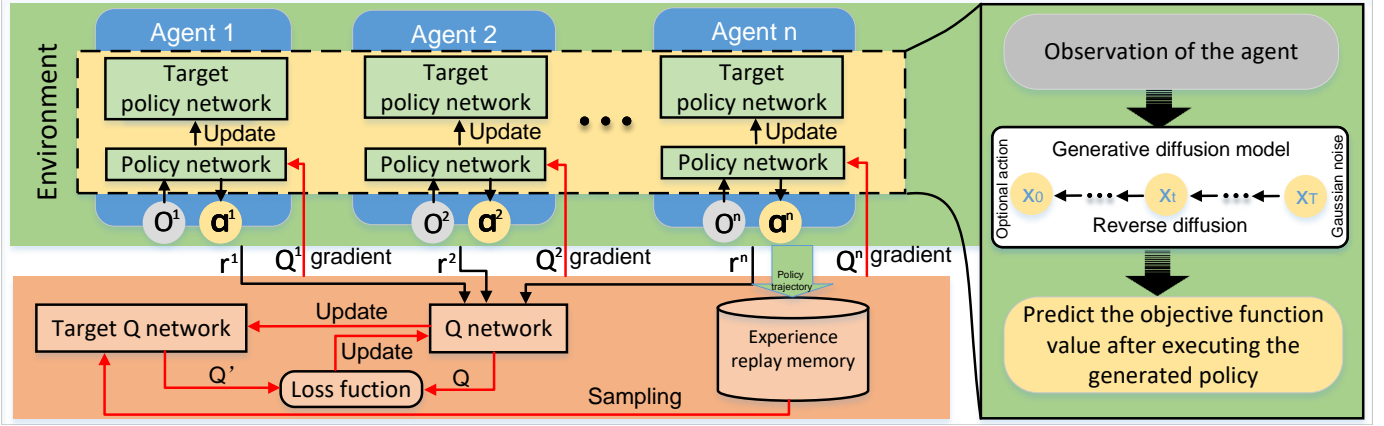 Environment
Agent 1
Target
policy network
Update
Policy network
O¹
a¹
Agent 2
Target
policy network
Update
Policy network
O²
a²
Agent n
Target
policy network
Update
Policy network
Oⁿ
aⁿ
r¹
Q¹ gradient
r²
Q² gradient
rⁿ
Policy
trajectory
Qⁿ gradient
Target Q network
Update
Q network
Update
Q'
Loss fuction
Q
Experience
replay memory
Sampling
Observation of the agent
Generative diffusion model
Optional action
X₀
Xt
XT
Gaussian noise
Reverse diffusion
Predict the objective function
value after executing the
generated policy